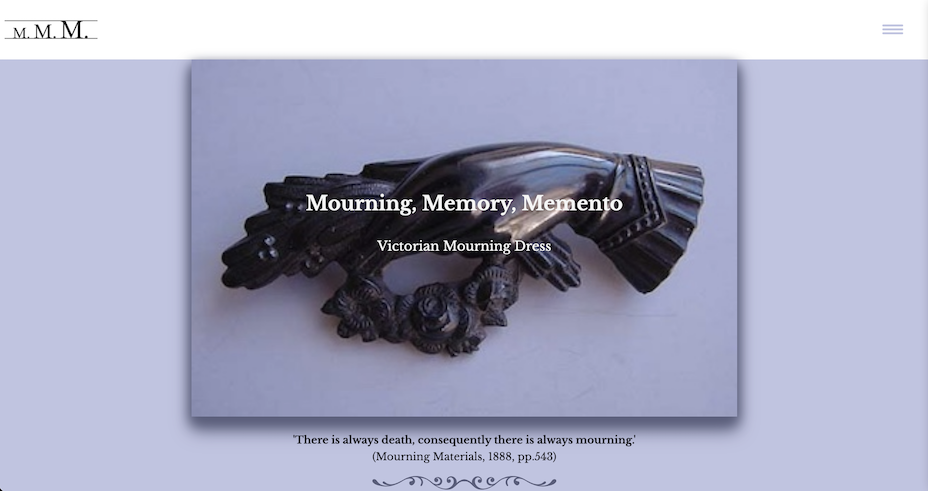 M. M. M.
Mourning, Memory, Memento
Victorian Mourning Dress
'There is always death, consequently there is always mourning.'
(Mourning Materials, 1888, pp.543)